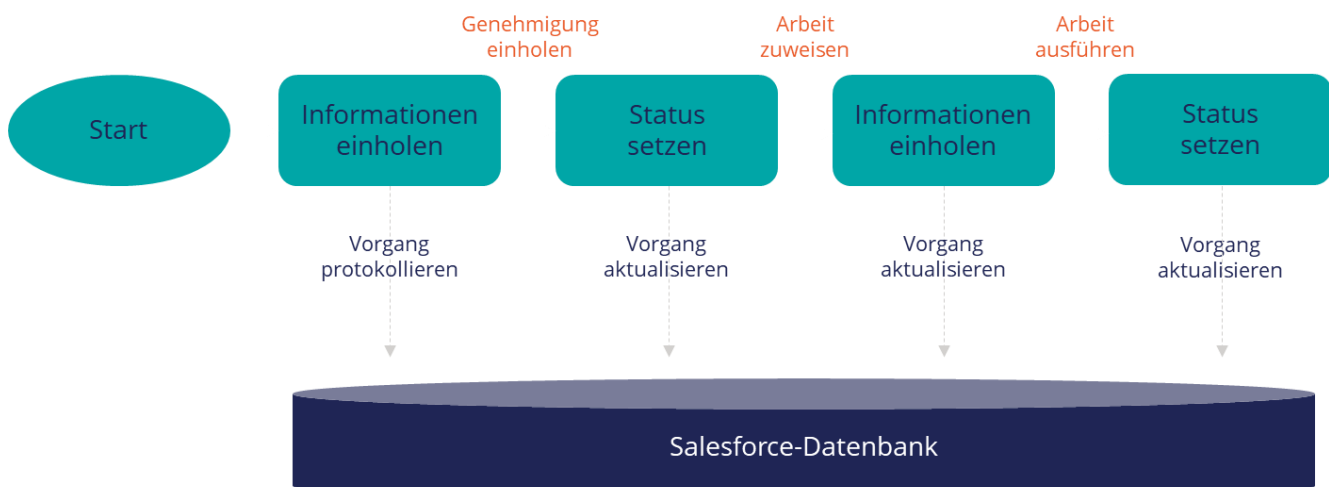 Genehmigung
einholen
Arbeit
zuweisen
Arbeit
ausführen
Start
Informationen
einholen
Status
setzen
Informationen
einholen
Status
setzen
Vorgang
protokollieren
Vorgang
aktualisieren
Vorgang
aktualisieren
Vorgang
aktualisieren
Salesforce-Datenbank